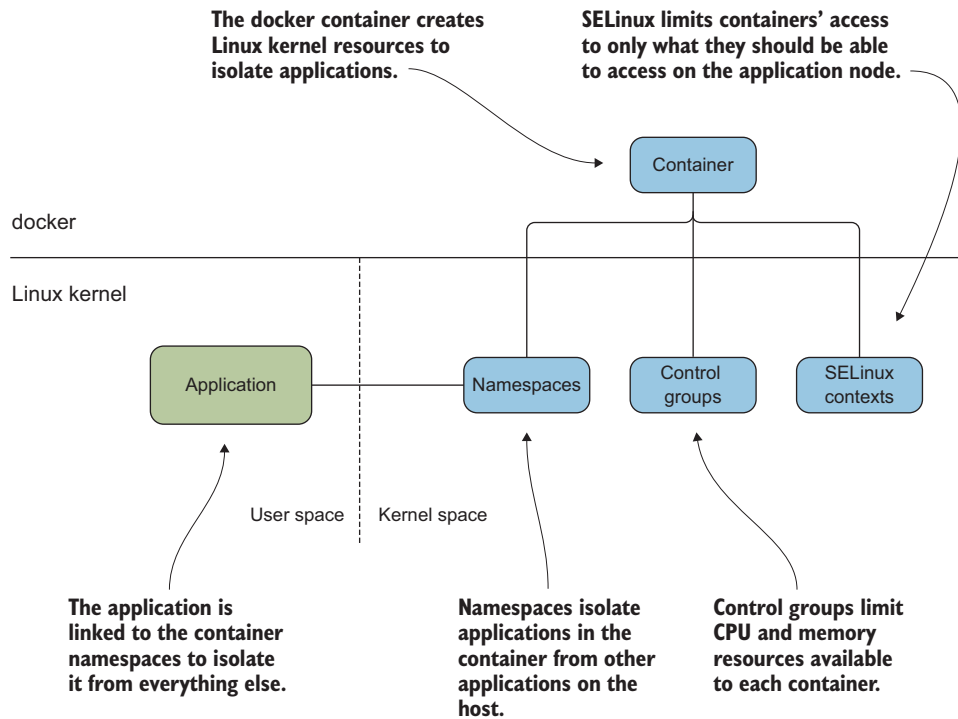 The docker container creates
Linux kernel resources to
isolate applications.
SELinux limits containers’ access
to only what they should be able
to access on the application node.
Container
docker
Linux kernel
Application
Namespaces
Control
groups
SELinux
contexts
User space
Kernel space
The application is
linked to the container
namespaces to isolate
it from everything else.
Namespaces isolate
applications in the
container from other
applications on the
host.
Control groups limit
CPU and memory
resources available
to each container.